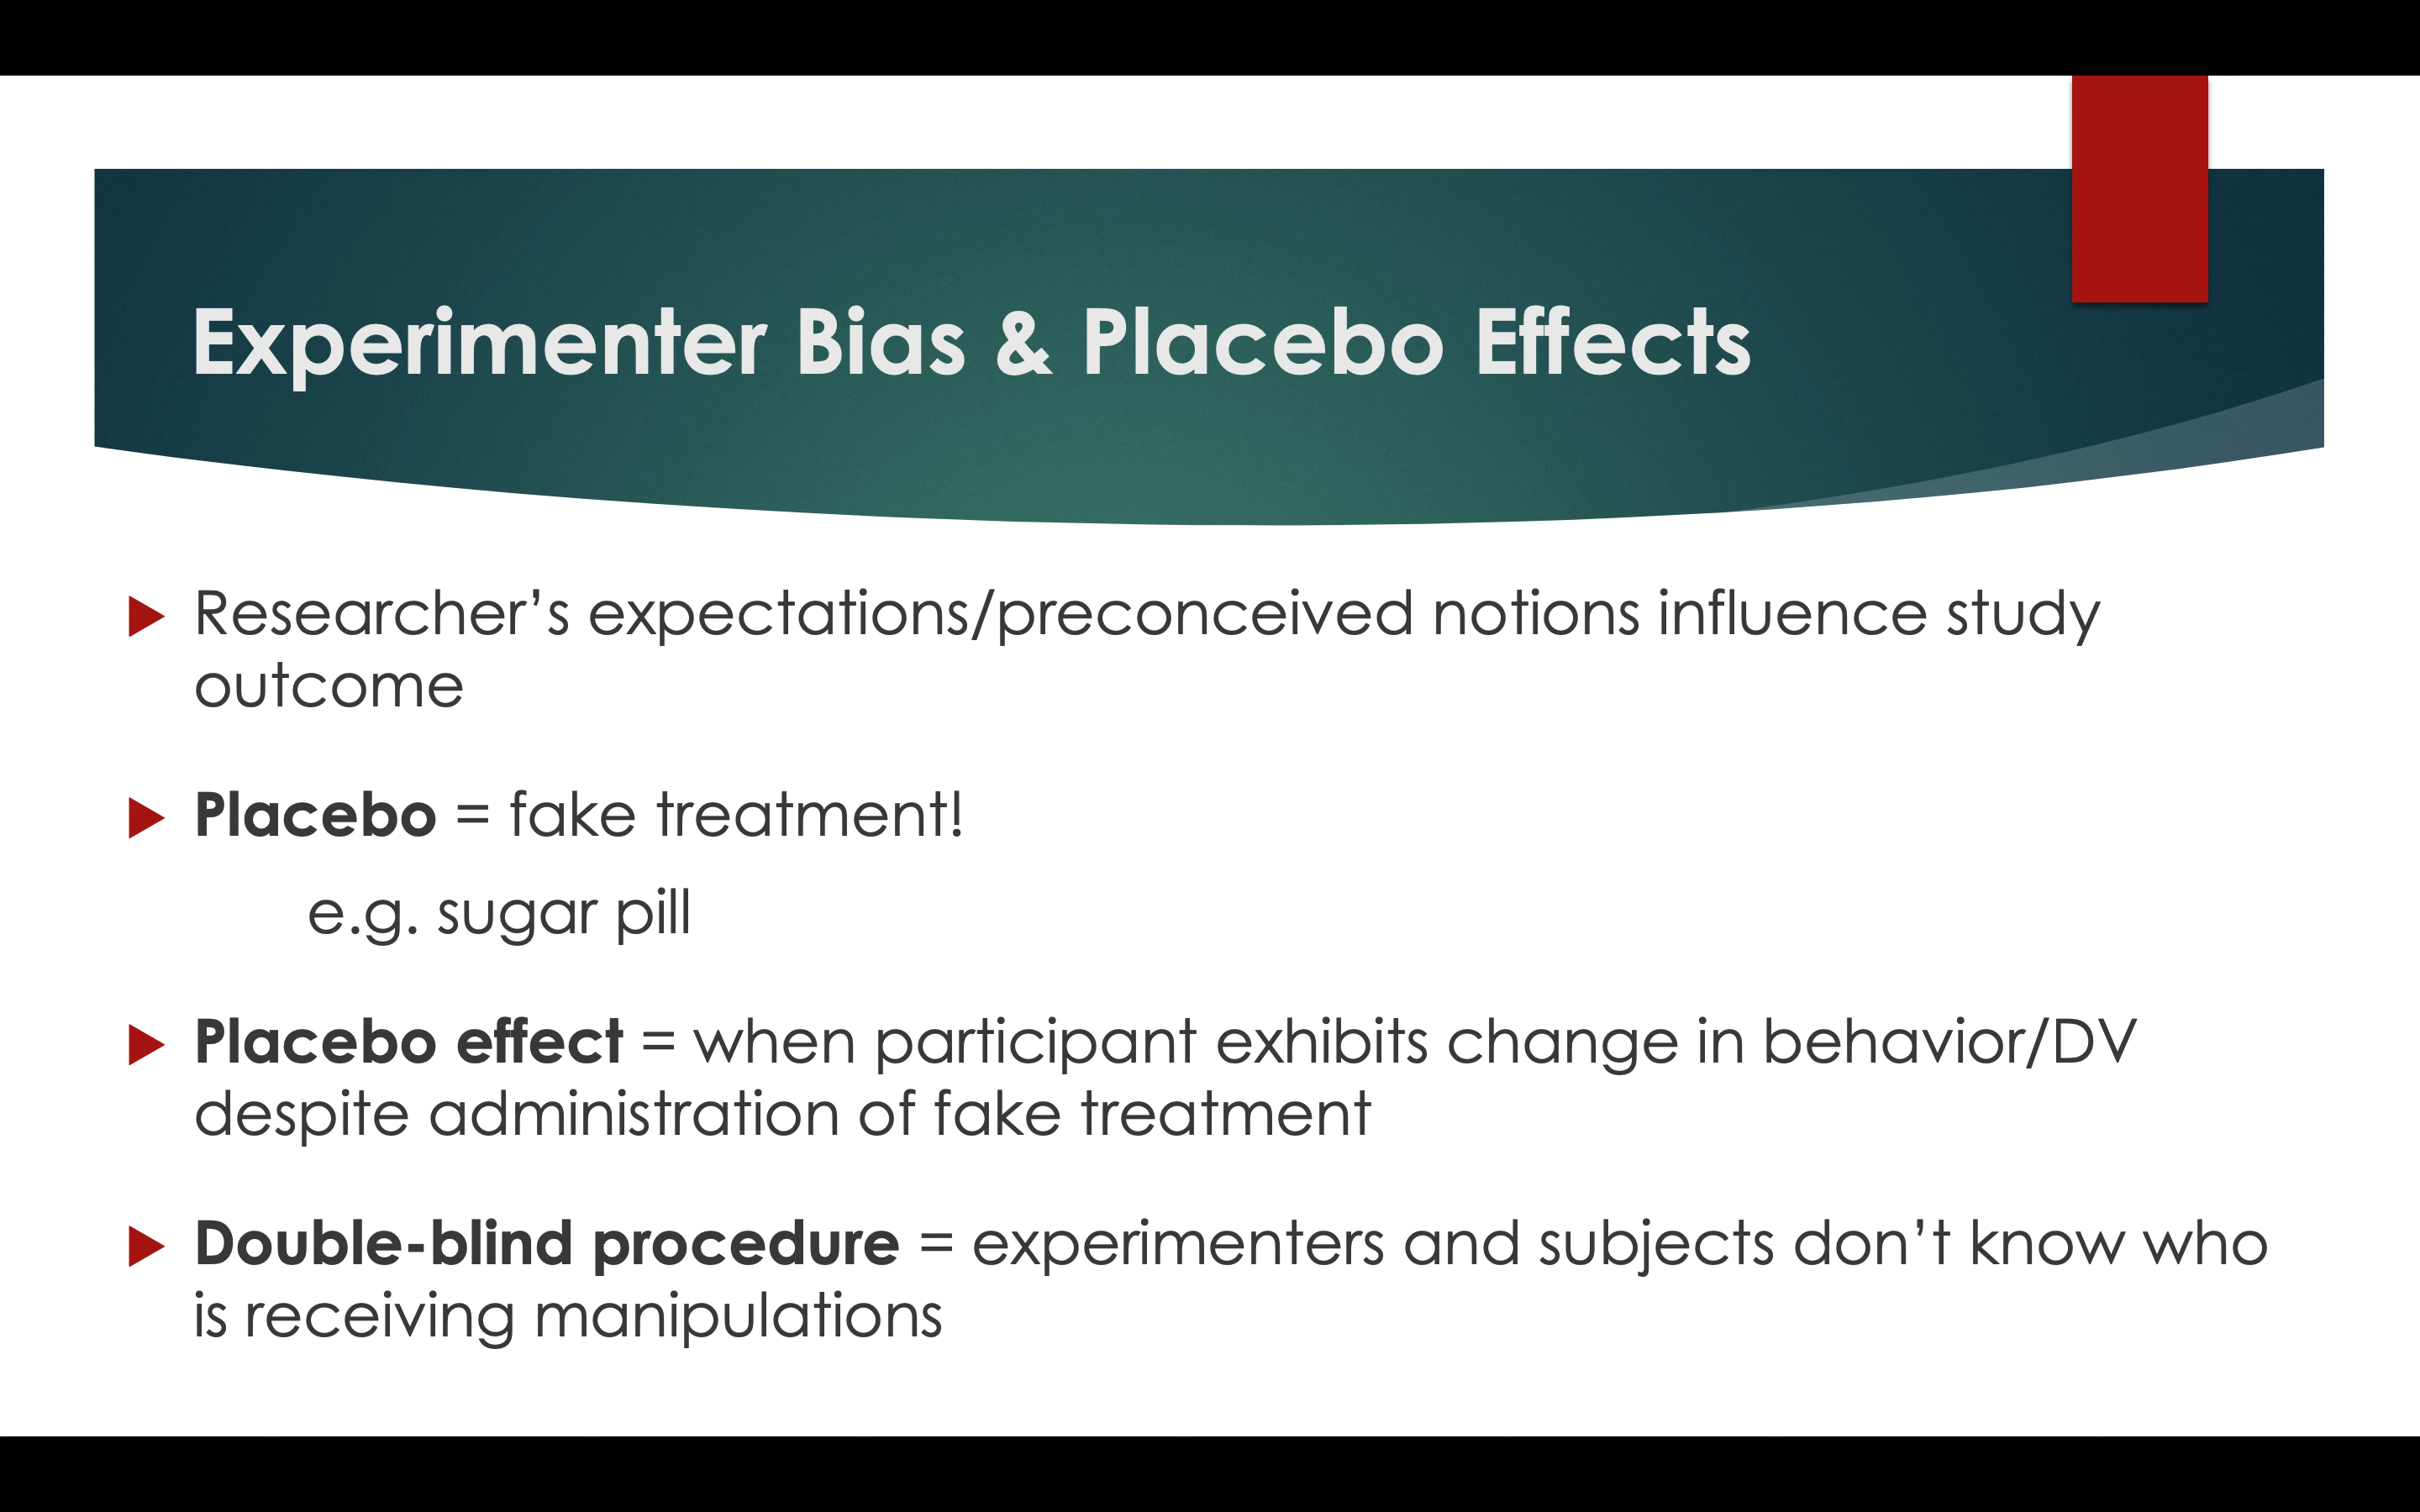 Experimenter Bias & Placebo Effects
Researcher’s expectations/preconceived notions influence study
outcome
Placebo = fake treatment!
e.g. sugar pill
Placebo effect = when participant exhibits change in behavior/DV
despite administration of fake treatment
Double-blind procedure = experimenters and subjects don’t know who
is receiving manipulations